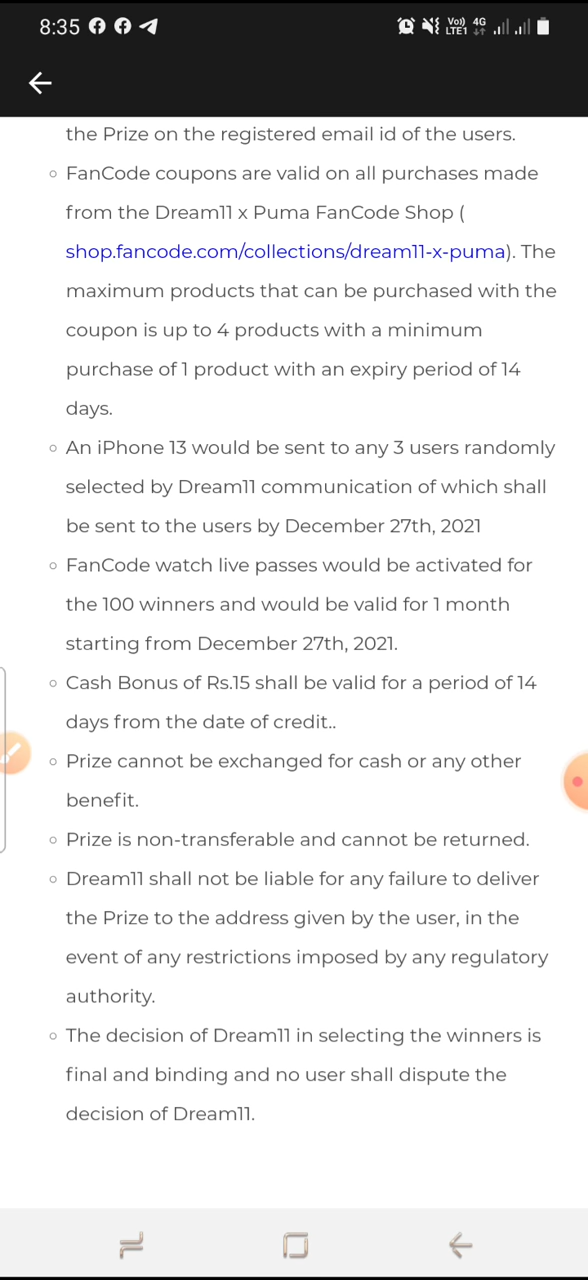 8:35
Vo)) 4G
LTE1
the Prize on the registered email id of the users.
FanCode coupons are valid on all purchases made
from the Dream11 x Puma FanCode Shop (
shop.fancode.com/collections/dream11-x-puma). The
maximum products that can be purchased with the
coupon is up to 4 products with a minimum
purchase of 1 product with an expiry period of 14
days.
An iPhone 13 would be sent to any 3 users randomly
selected by Dream11 communication of which shall
be sent to the users by December 27th, 2021
FanCode watch live passes would be activated for
the 100 winners and would be valid for 1 month
starting from December 27th, 2021.
Cash Bonus of Rs.15 shall be valid for a period of 14
days from the date of credit..
Prize cannot be exchanged for cash or any other
benefit.
Prize is non-transferable and cannot be returned.
Dream11 shall not be liable for any failure to deliver
the Prize to the address given by the user, in the
event of any restrictions imposed by any regulatory
authority.
The decision of Dream11 in selecting the winners is
final and binding and no user shall dispute the
decision of Dream11.